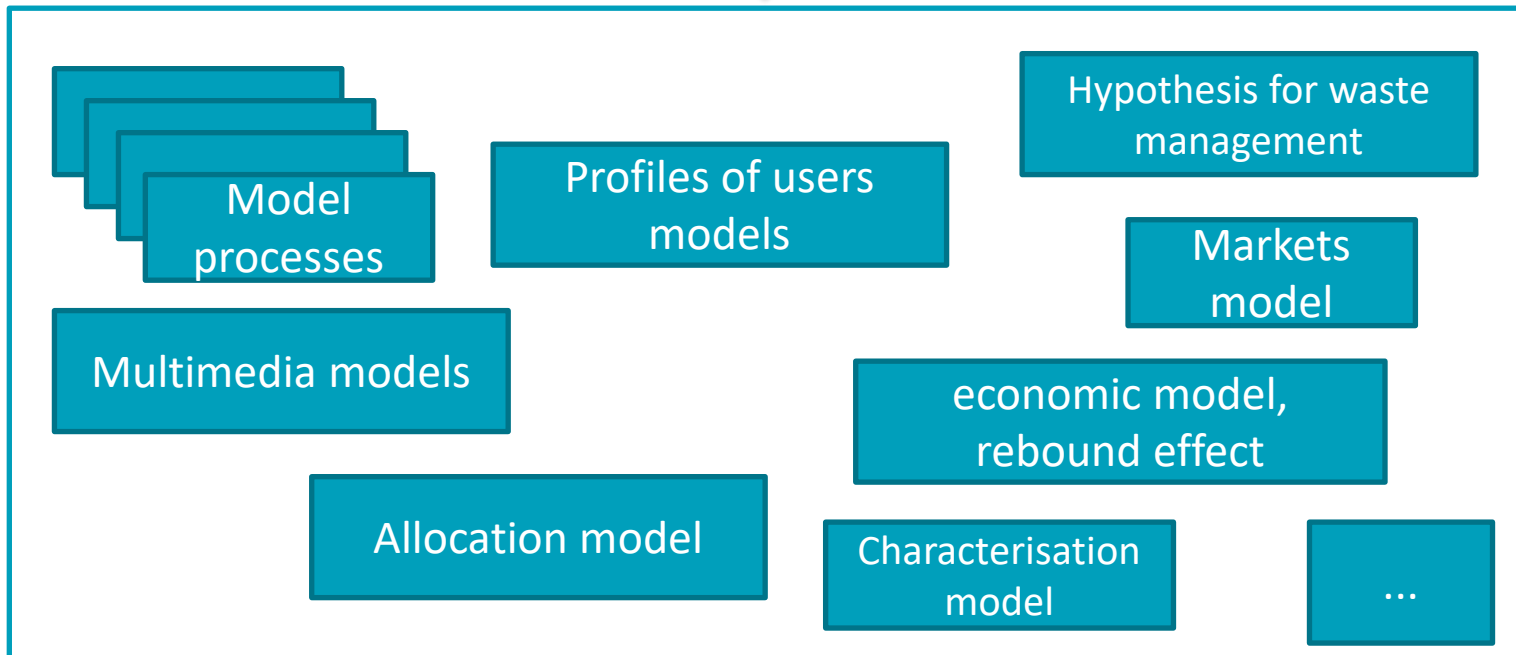 Model
processes
Profiles of users
models
Hypothesis for waste
management
Markets
model
Multimedia models
economic model,
rebound effect
Allocation model
Characterisation
model
...